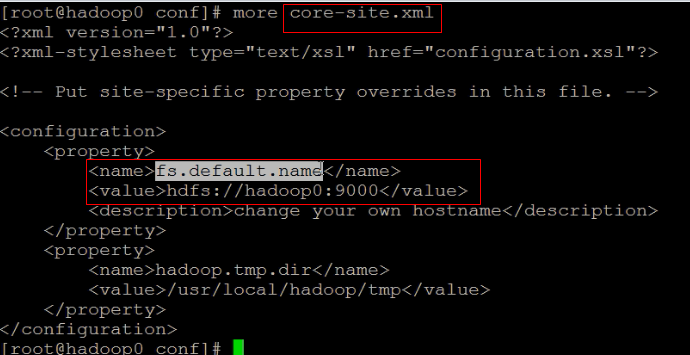 [root@hadoop0 conf]# more core-site.xml
<?xml version="1.0"?>
<?xml-stylesheet type="text/xsl" href="configuration.xsl"?>
<!-- Put site-specific property overrides in this file. -->
<configuration>
<property>
<name>fs.default.name</name>
<value>hdfs://hadoop0:9000</value>
<description>change your own hostname</description>
</property>
<property>
<name>hadoop.tmp.dir</name>
<value>/usr/local/hadoop/tmp</value>
</property>
</configuration>
[root@hadoop0 conf]#